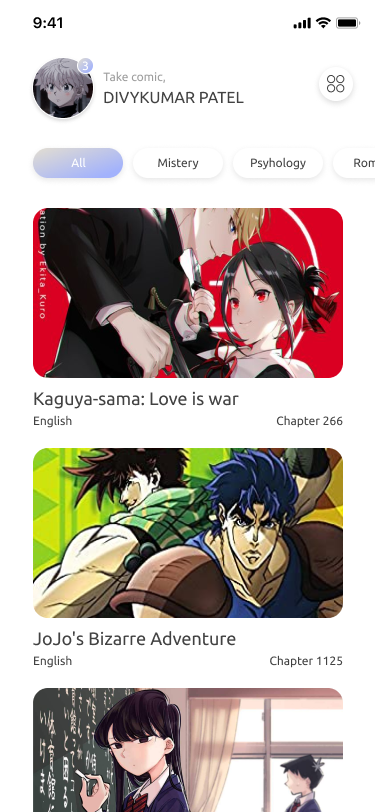 9:41
3
Take comic,
DIVYKUMAR PATEL
All
Mistery
Psyhology
Rom
ation by Ekita_Kuro
Kaguya-sama: Love is war
English
Chapter 266
JoJo's Bizarre Adventure
English
Chapter 1125